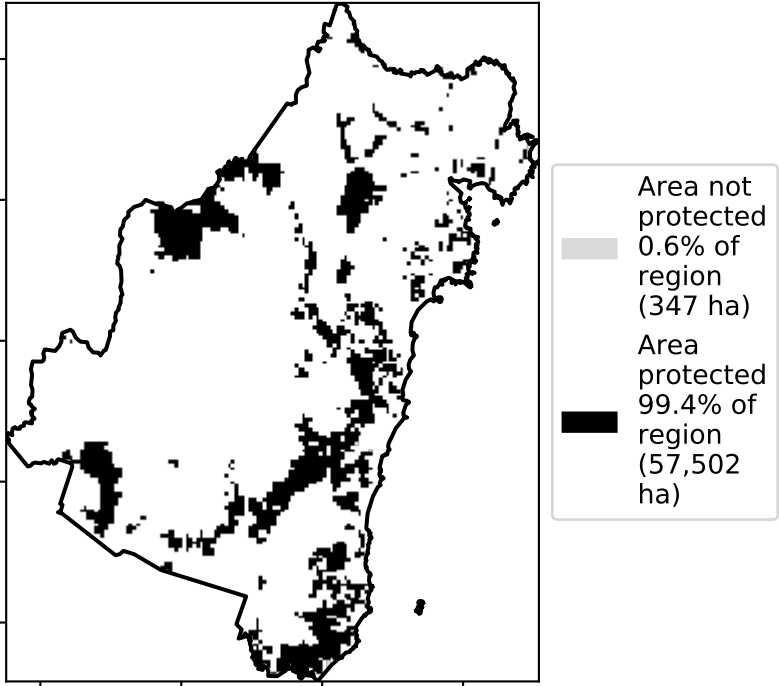 Area not
protected
0.6% of
region
(347 ha)
Area
protected
99.4% of
region
(57,502
ha)